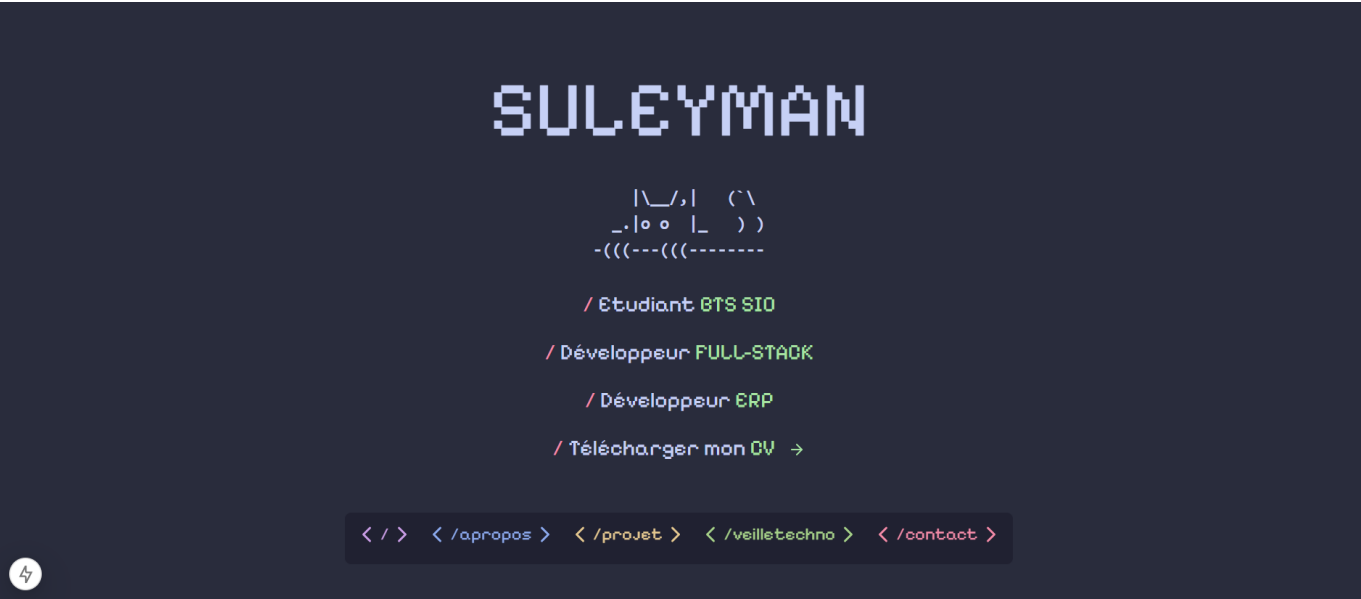 SULEYMAN
|\__/,|   (`\
_.|o o  |_   ) )
-(((---(((--------
/ Etudiant BTS SIO
/ Développeur FULL-STACK
/ Développeur ERP
/ Télécharger mon CV →
< / > < /apropos > < /projet > < /veilletechno > < /contact >